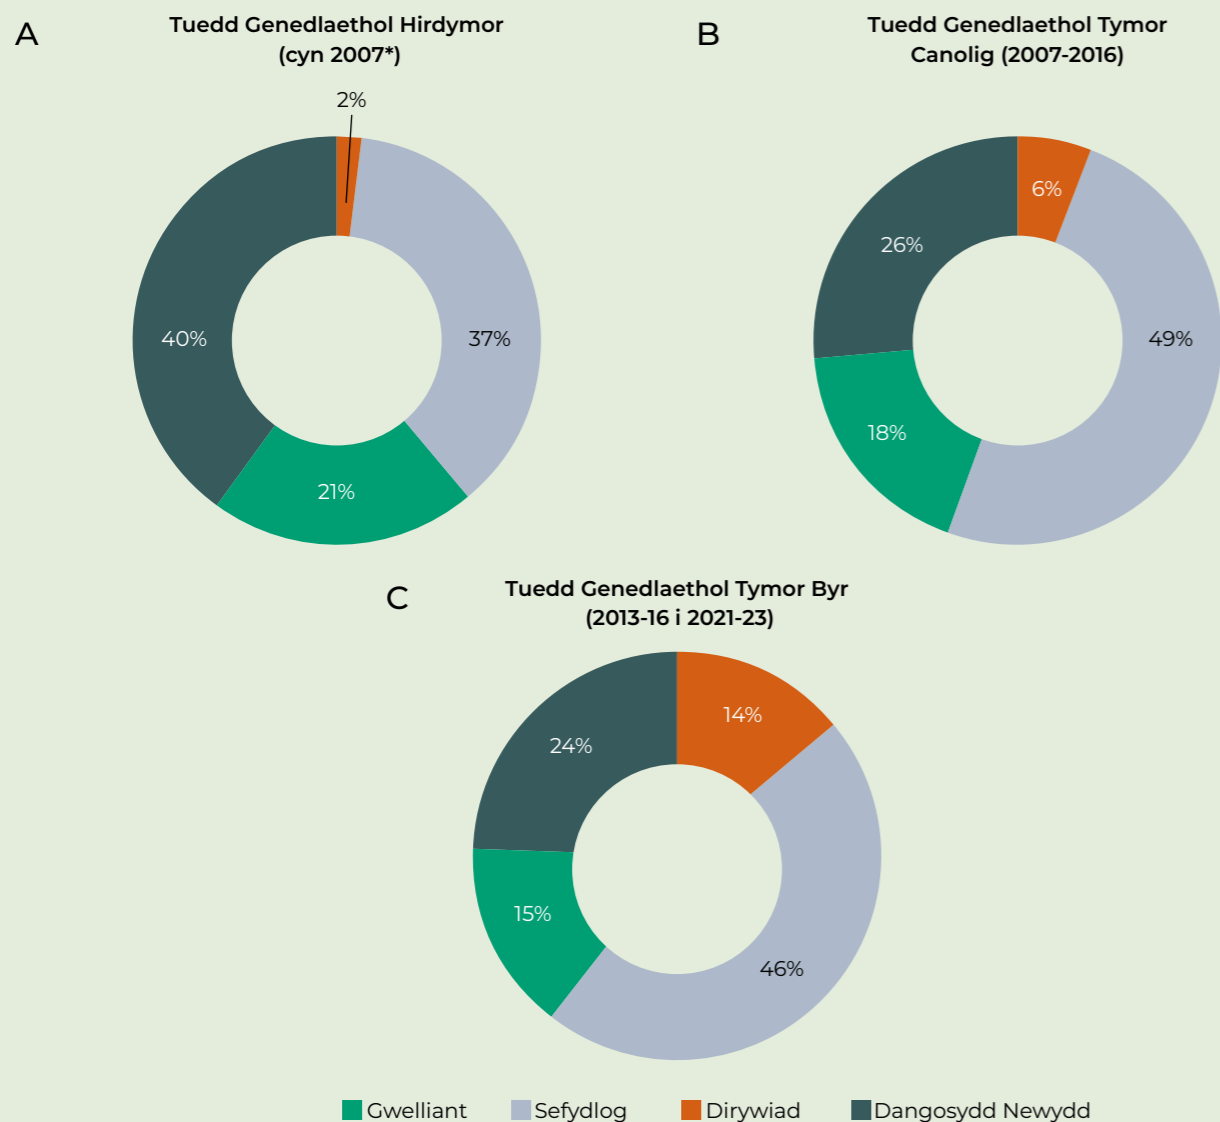 A
Tuedd Genedlaethol Hirdymor
(cyn 2007*)
2%
37%
21%
40%
B
Tuedd Genedlaethol Tymor
Canolig (2007-2016)
6%
49%
18%
26%
C
Tuedd Genedlaethol Tymor Byr
(2013-16 i 2021-23)
14%
46%
15%
24%
Gwelliant
Sefydlog
Dirywiad
Dangosydd Newydd